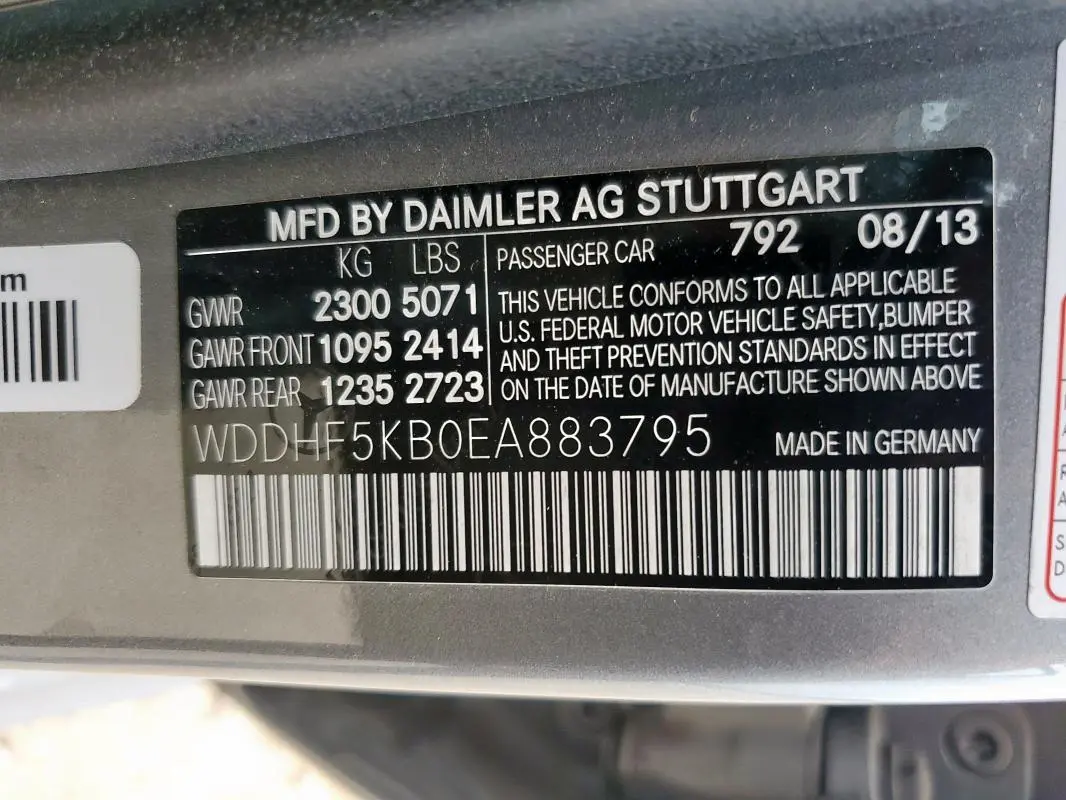 MFD BY DAIMLER AG STUTTGART
KG LBS
GVWR 2300 5071
GAWR FRONT 1095 2414
GAWR REAR 1235 2723
PASSENGER CAR 792 08/13
THIS VEHICLE CONFORMS TO ALL APPLICABLE
U.S. FEDERAL MOTOR VEHICLE SAFETY,BUMPER
AND THEFT PREVENTION STANDARDS IN EFFECT
ON THE DATE OF MANUFACTURE SHOWN ABOVE
WDDHF5KB0EA883795 MADE IN GERMANY